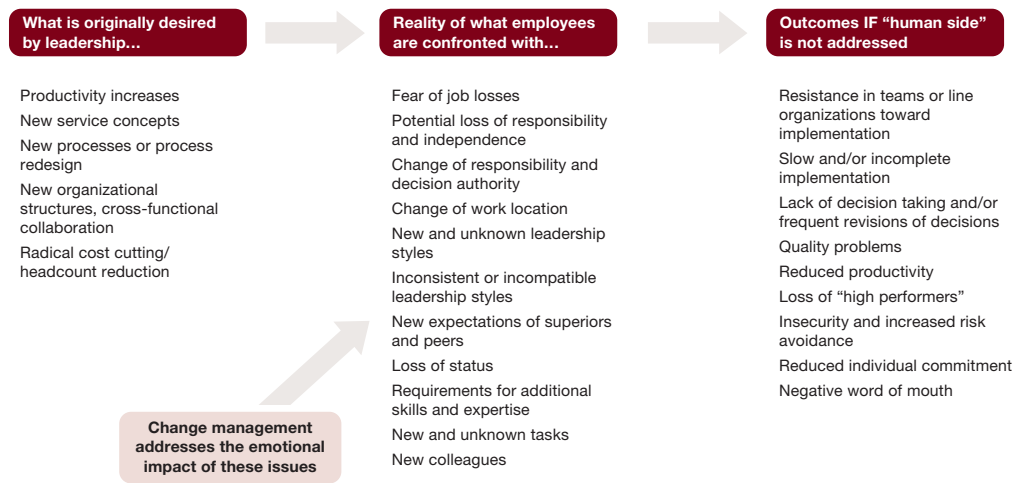 What is originally desired
by leadership…
Productivity increases
New service concepts
New processes or process
redesign
New organizational
structures, cross-functional
collaboration
Radical cost cutting/
headcount reduction
Reality of what employees
are confronted with…
Fear of job losses
Potential loss of responsibility
and independence
Change of responsibility and
decision authority
Change of work location
New and unknown leadership
styles
Inconsistent or incompatible
leadership styles
New expectations of superiors
and peers
Loss of status
Requirements for additional
skills and expertise
New and unknown tasks
New colleagues
Change management
addresses the emotional
impact of these issues
Outcomes IF “human side”
is not addressed
Resistance in teams or line
organizations toward
implementation
Slow and/or incomplete
implementation
Lack of decision taking and/or
frequent revisions of decisions
Quality problems
Reduced productivity
Loss of “high performers”
Insecurity and increased risk
avoidance
Reduced individual commitment
Negative word of mouth